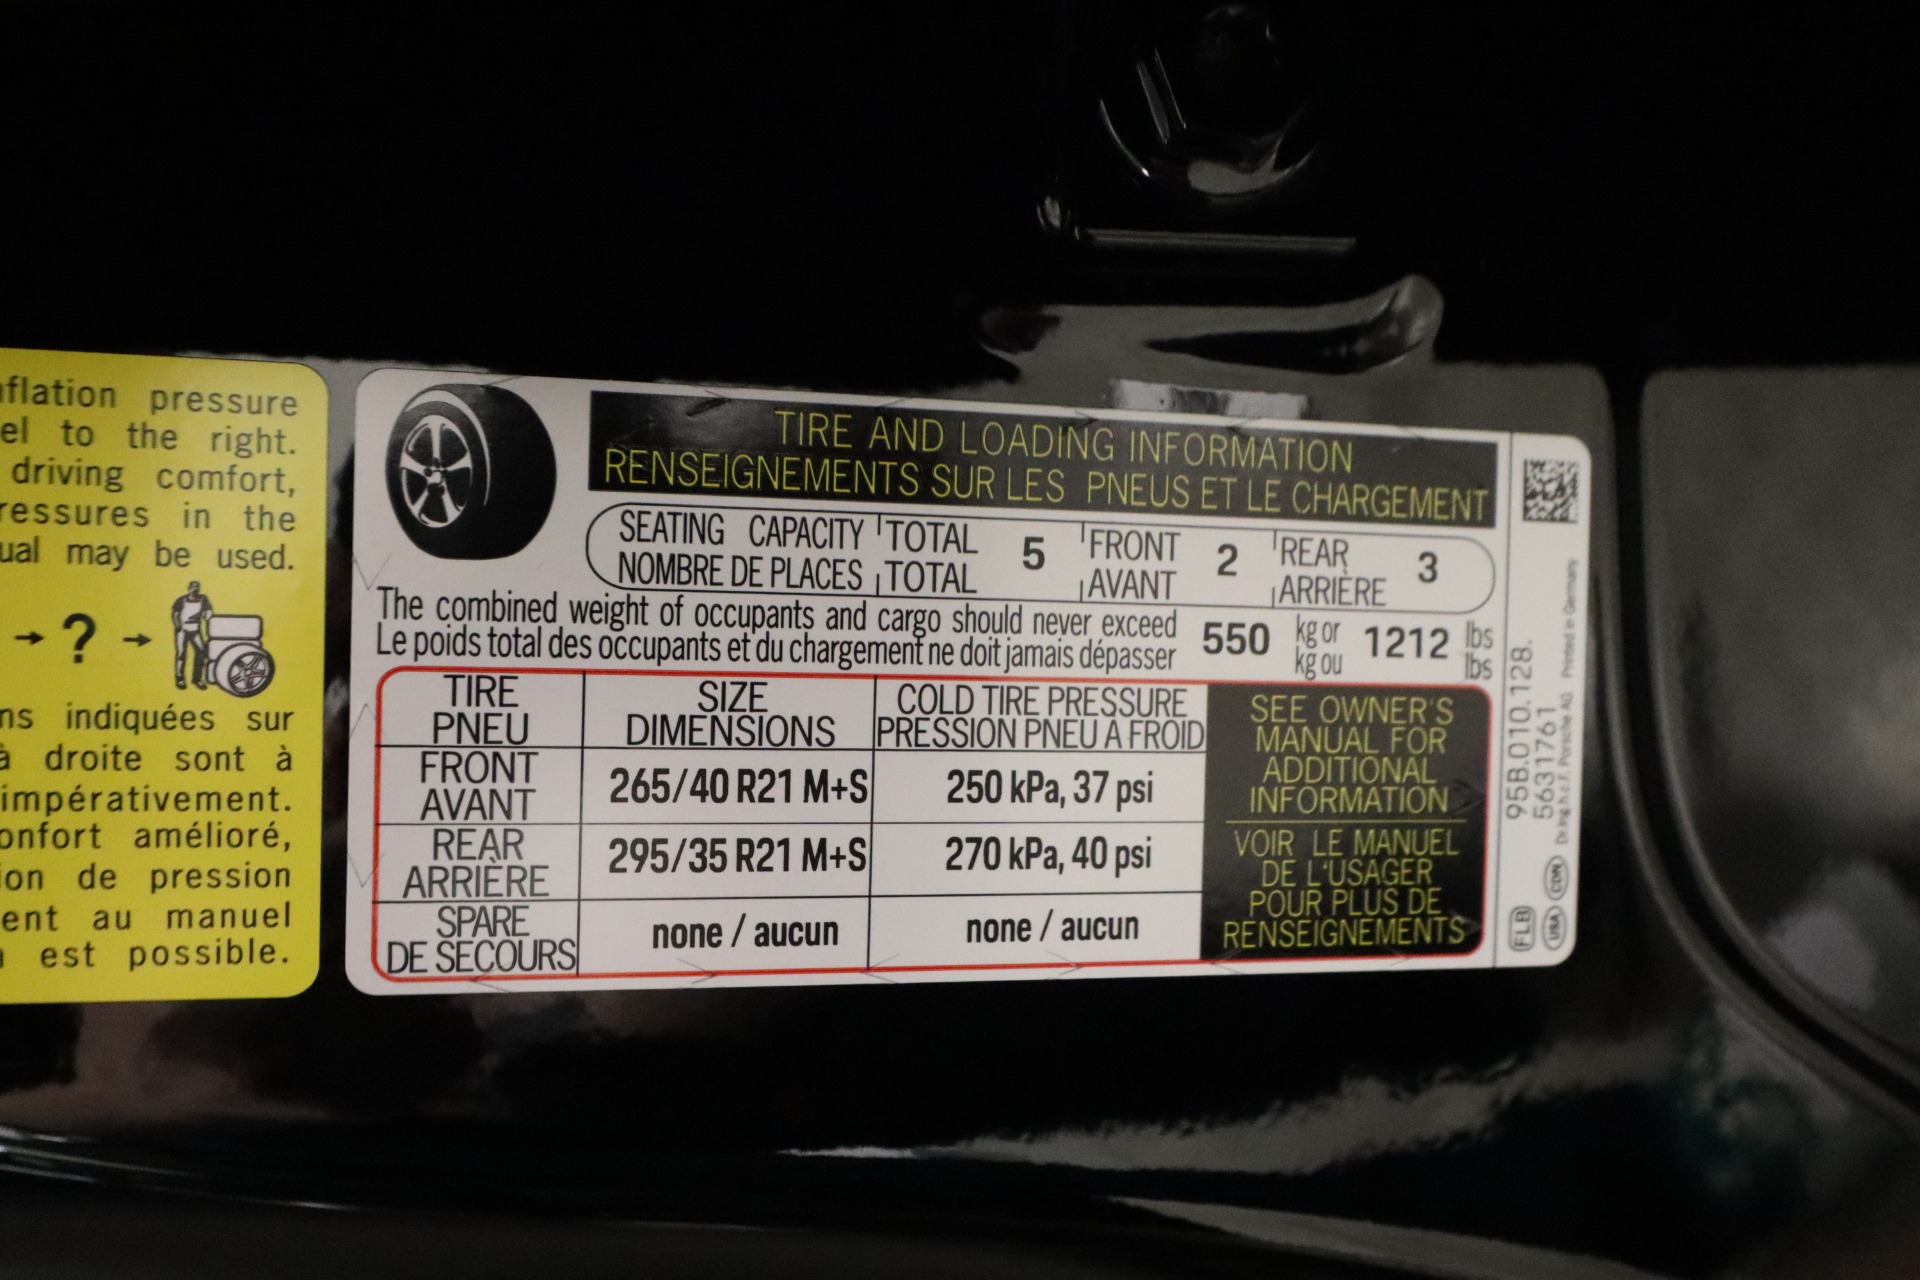 flation pressure
el to the right.
driving comfort,
ressures in the
ual may be used.
→ ? →
ns indiquées sur
à droite sont à
impérativement.
onfort amélioré,
ion de pression
ent au manuel
est possible.
TIRE AND LOADING INFORMATION
RENSEIGNEMENTS SUR LES PNEUS ET LE CHARGEMENT
SEATING CAPACITY TOTAL 5 FRONT 2 REAR 3
NOMBRE DE PLACES TOTAL AVANT ARRIÈRE
The combined weight of occupants and cargo should never exceed 550 kg or 1212 lbs
Le poids total des occupants et du chargement ne doit jamais dépasser kg ou lbs
TIRE SIZE COLD TIRE PRESSURE
PNEU DIMENSIONS PRESSION PNEU A FROID
FRONT 265/40 R21 M+S 250 kPa, 37 psi
AVANT
REAR 295/35 R21 M+S 270 kPa, 40 psi
ARRIÈRE
SPARE none / aucun none / aucun
DE SECOURS
SEE OWNER'S
MANUAL FOR
ADDITIONAL
INFORMATION
VOIR LE MANUEL
DE L'USAGER
POUR PLUS DE
RENSEIGNEMENTS
FLB 95B.010.128.
5631761
USA CDN Dr.Ing.h.c.F. Porsche AG Printed in Germany